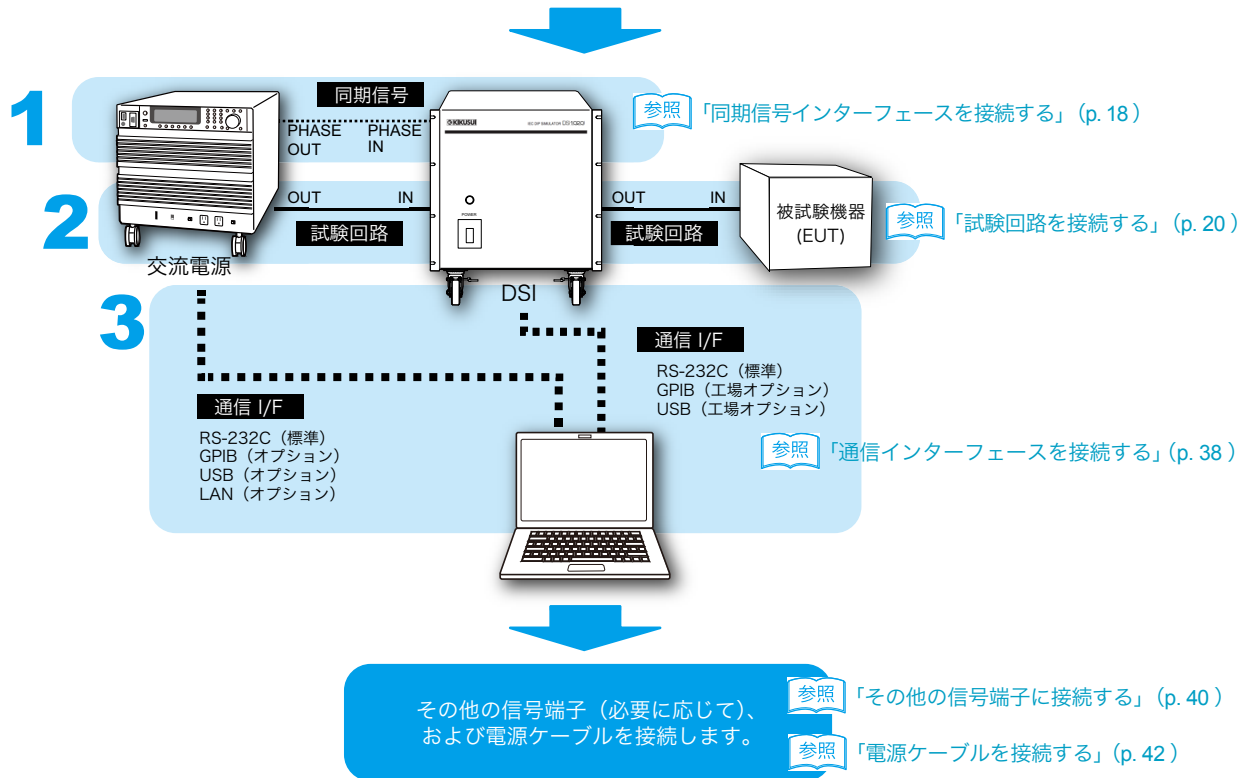 1
同期信号
PHASE OUT
PHASE IN
KIKUSUI
参照 「同期信号インターフェースを接続する」(p. 18)
2
OUT IN
試験回路
POWER
OUT IN
試験回路
被試験機器
(EUT)
参照 「試験回路を接続する」(p. 20 )
交流電源
DSI
3
通信 I/F
RS-232C(標準)
GPIB(オプション)
USB(オプション)
LAN(オプション)
通信 I/F
RS-232C(標準)
GPIB(工場オプション)
USB(工場オプション)
参照 「通信インターフェースを接続する」(p. 38 )
その他の信号端子(必要に応じて)、
および電源ケーブルを接続します。
参照 「その他の信号端子に接続する」(p. 40 )
参照 「電源ケーブルを接続する」(p. 42 )